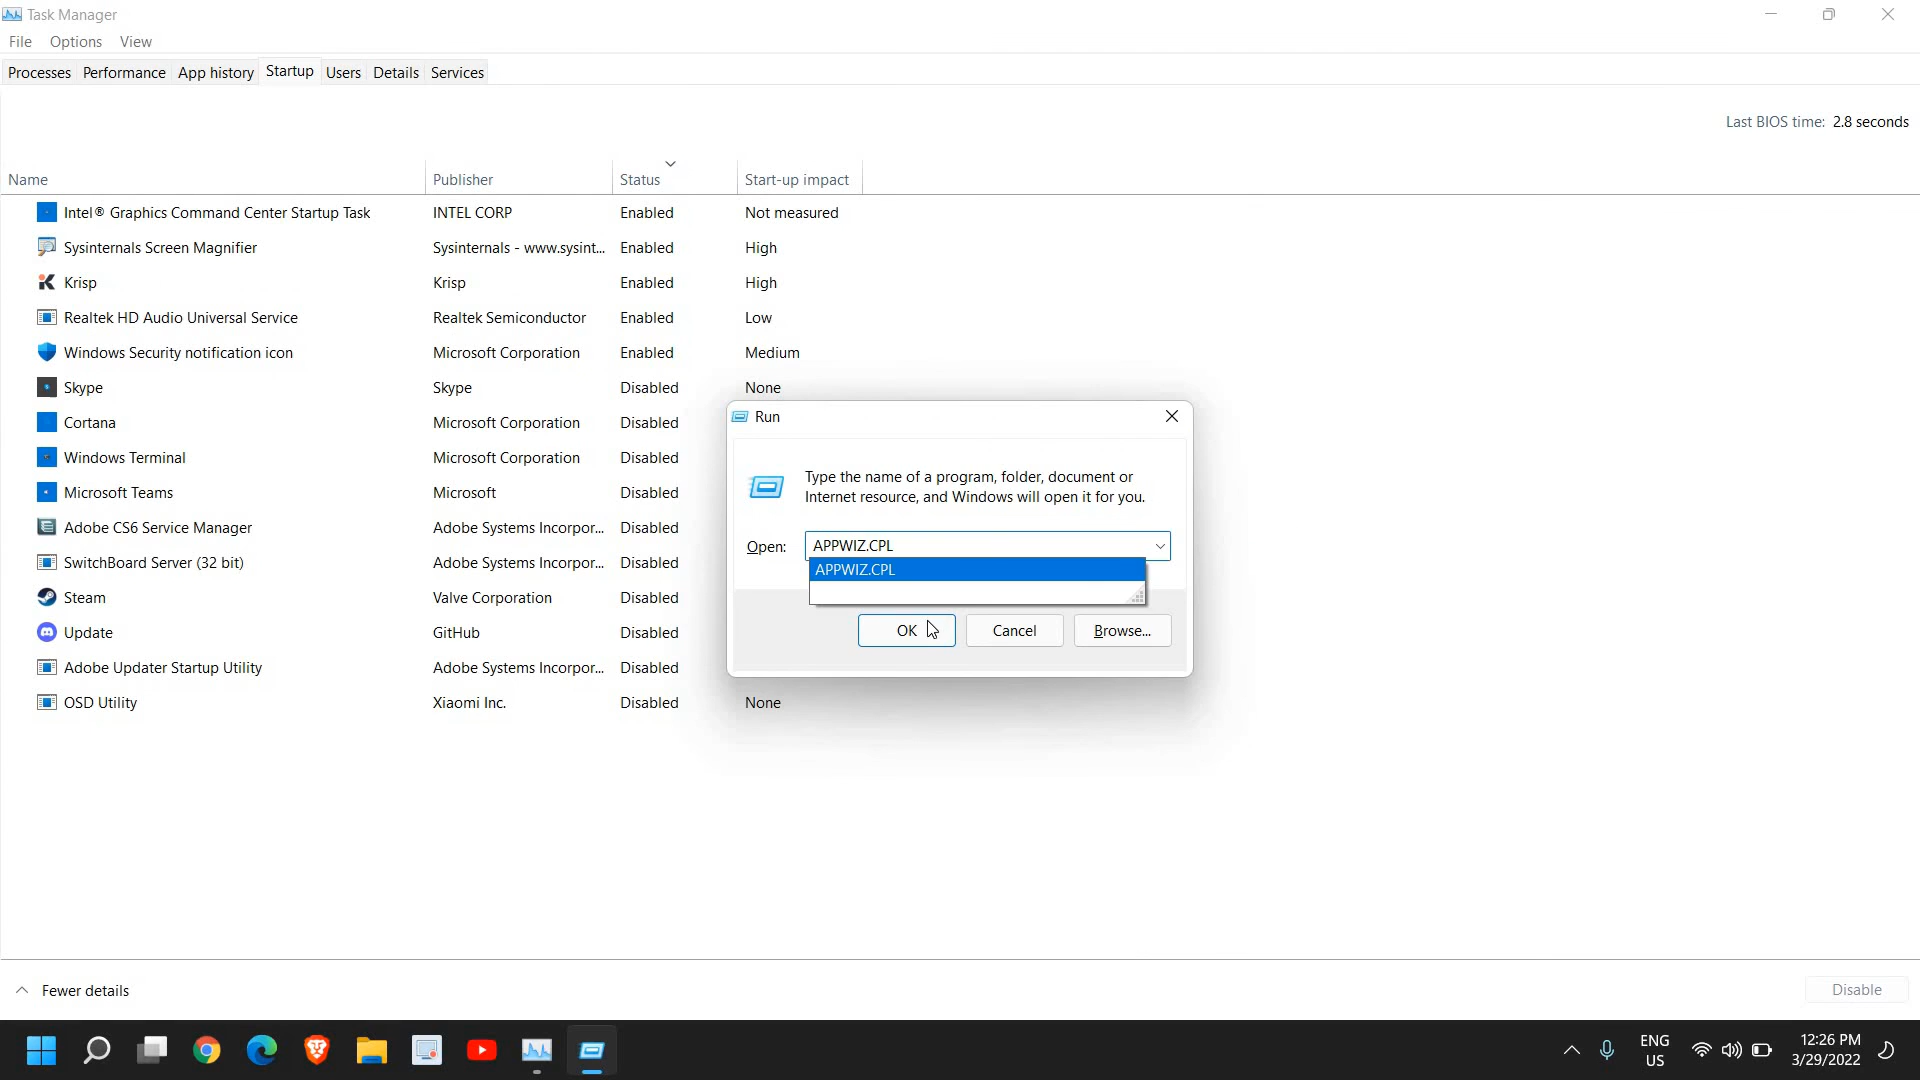 Task Manager
File Options View
Processes Performance App history Startup Users Details Services
Last BIOS time: 2.8 seconds
Name Publisher Status Start-up impact
Intel® Graphics Command Center Startup Task INTEL CORP Enabled Not measured
Sysinternals Screen Magnifier Sysinternals - www.sysint... Enabled High
Krisp Krisp Enabled High
Realtek HD Audio Universal Service Realtek Semiconductor Enabled Low
Windows Security notification icon Microsoft Corporation Enabled Medium
Skype Skype Disabled None
Cortana Microsoft Corporation Disabled
Windows Terminal Microsoft Corporation Disabled
Microsoft Teams Microsoft Disabled
Adobe CS6 Service Manager Adobe Systems Incorpor... Disabled
SwitchBoard Server (32 bit) Adobe Systems Incorpor... Disabled
Steam Valve Corporation Disabled
Update GitHub Disabled
Adobe Updater Startup Utility Adobe Systems Incorpor... Disabled
OSD Utility Xiaomi Inc. Disabled None
Run
Type the name of a program, folder, document or
Internet resource, and Windows will open it for you.
Open: APPWIZ.CPL
APPWIZ.CPL
OK Cancel Browse...
Fewer details Disable
ENG
US
12:26 PM
3/29/2022